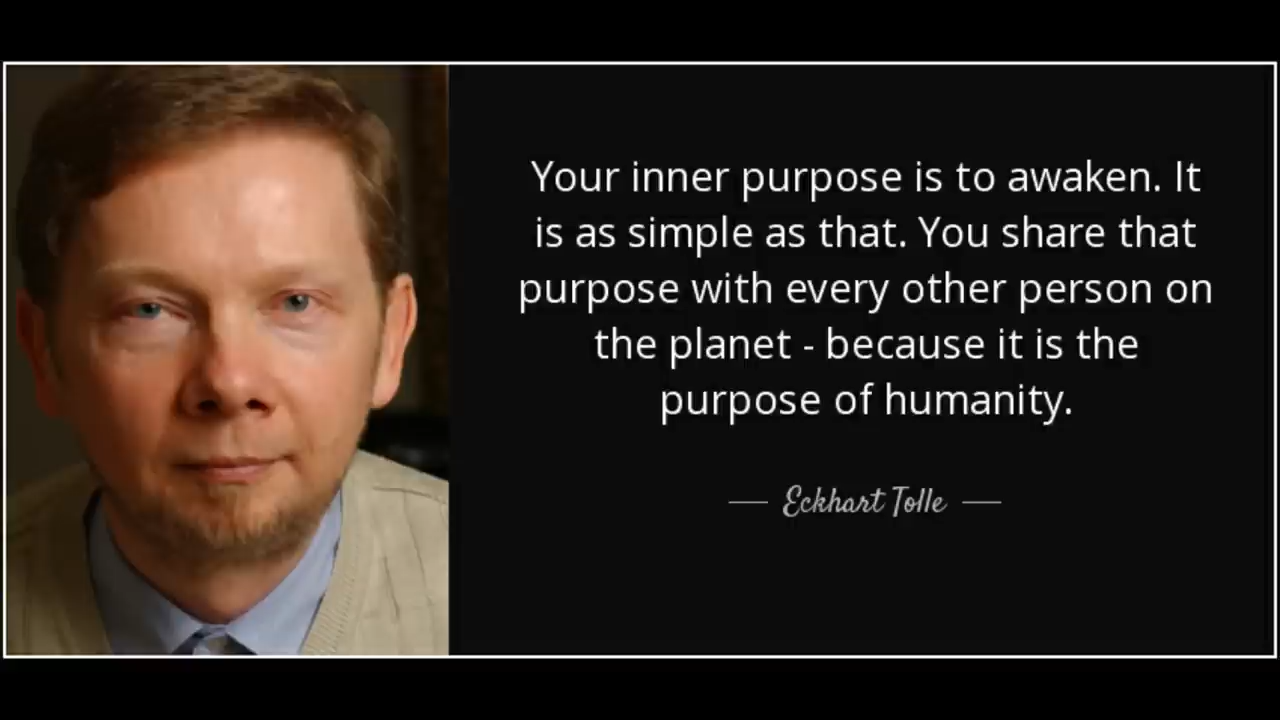 Your inner purpose is to awaken. It
is as simple as that. You share that
purpose with every other person on
the planet - because it is the
purpose of humanity.
Eckhart Tolle